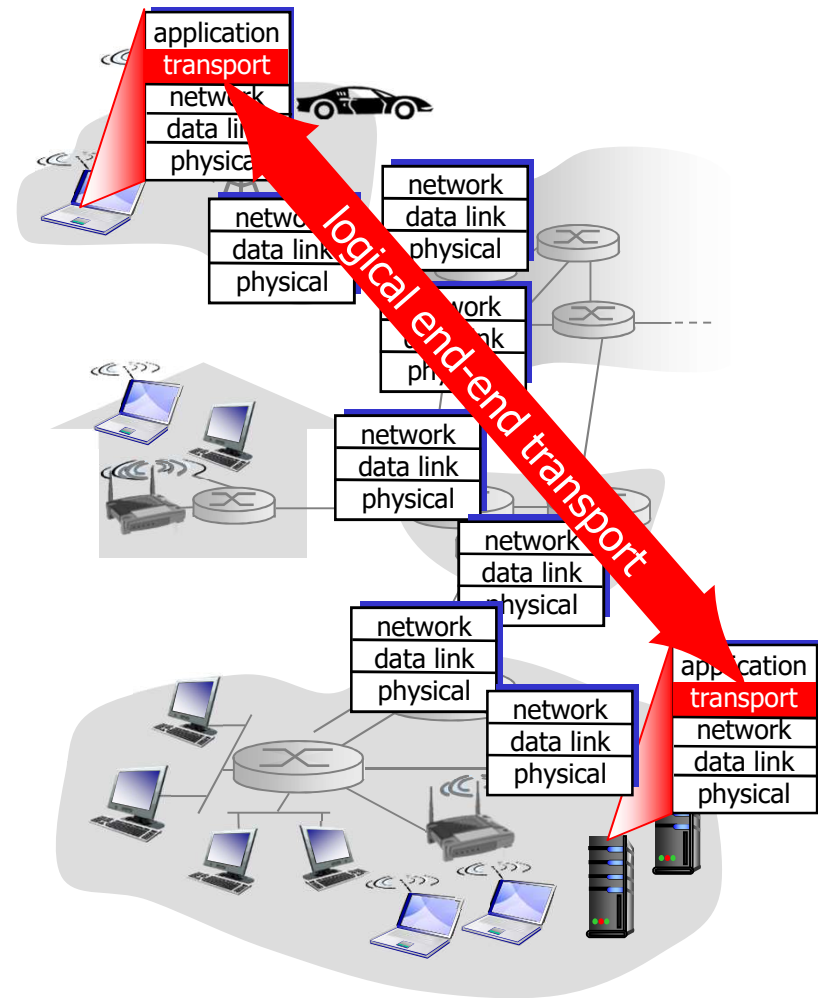 application
transport
network
data link
physical
network
data link
physical
network
data link
physical
logical end-end transport
network
data link
physical
network
data link
physical
network
data link
physical
network
data link
physical
application
transport
network
data link
physical